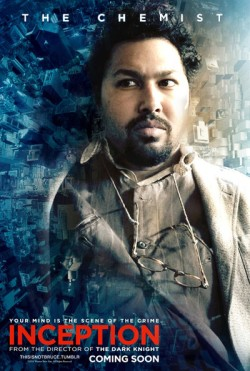 THE CHEMIST
YOUR MIND IS THE SCENE OF THE CRIME.
INCEPTION
FROM THE DIRECTOR OF THE DARK KNIGHT
THISISNOTBRUCE.TUMBLR
COMING SOON